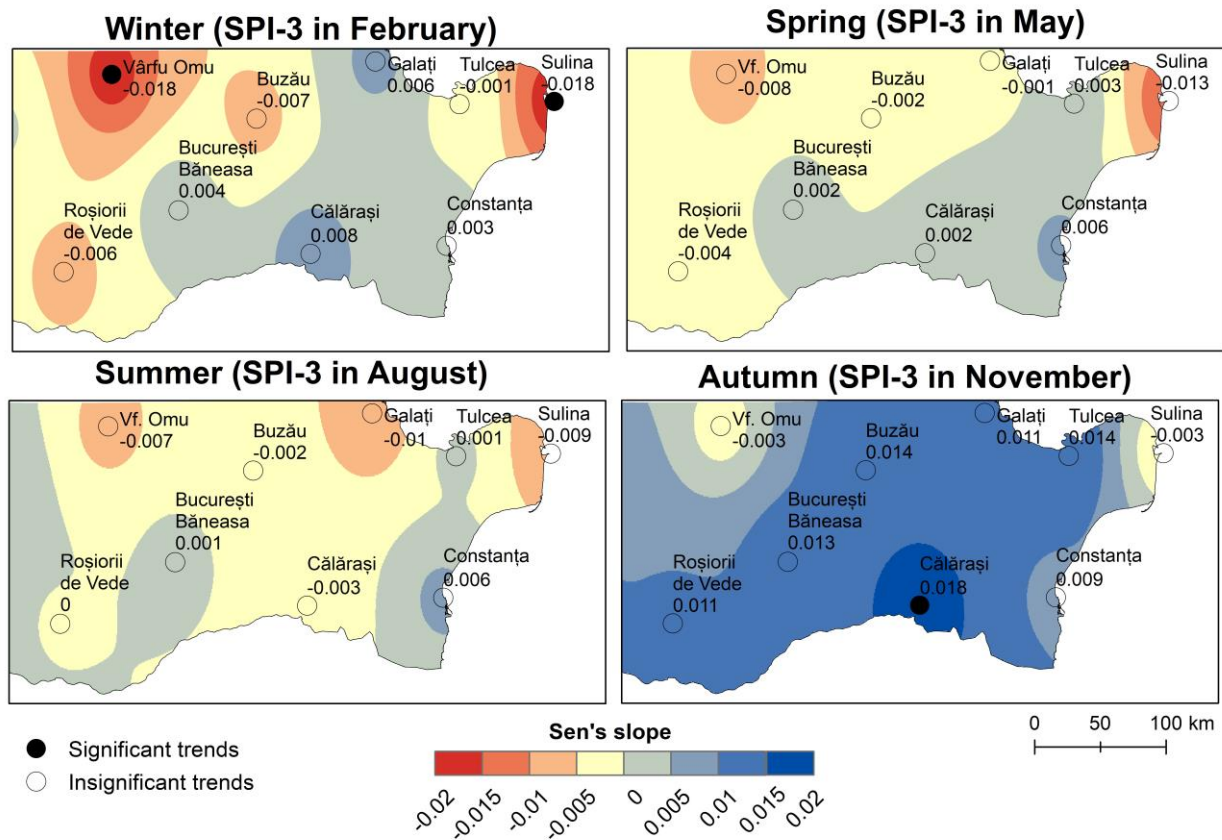 Winter (SPI-3 in February)
Vârfu Omu
-0.018
Buzău
-0.007
Galați
0.006
Tulcea
-0.001
Sulina
-0.018
București
Băneasa
0.004
Roșiorii
de Vede
-0.006
Călărași
0.008
Constanța
0.003
Spring (SPI-3 in May)
Vf. Omu
-0.008
Buzău
-0.002
Galați
-0.001
Tulcea
0.003
Sulina
-0.013
București
Băneasa
0.002
Roșiorii
de Vede
-0.004
Călărași
0.002
Constanța
0.006
Summer (SPI-3 in August)
Vf. Omu
-0.007
Buzău
-0.002
Galați
-0.01
Tulcea
0.001
Sulina
-0.009
București
Băneasa
0.001
Roșiorii
de Vede
0
Călărași
-0.003
Constanța
0.006
Autumn (SPI-3 in November)
Vf. Omu
-0.003
Buzău
0.014
Galați
0.011
Tulcea
0.014
Sulina
-0.003
București
Băneasa
0.013
Roșiorii
de Vede
0.011
Călărași
0.018
Constanța
0.009
Significant trends
Insignificant trends
Sen's slope
-0.02
-0.015
-0.01
-0.005
0
0.005
0.01
0.015
0.02
0 50 100 km